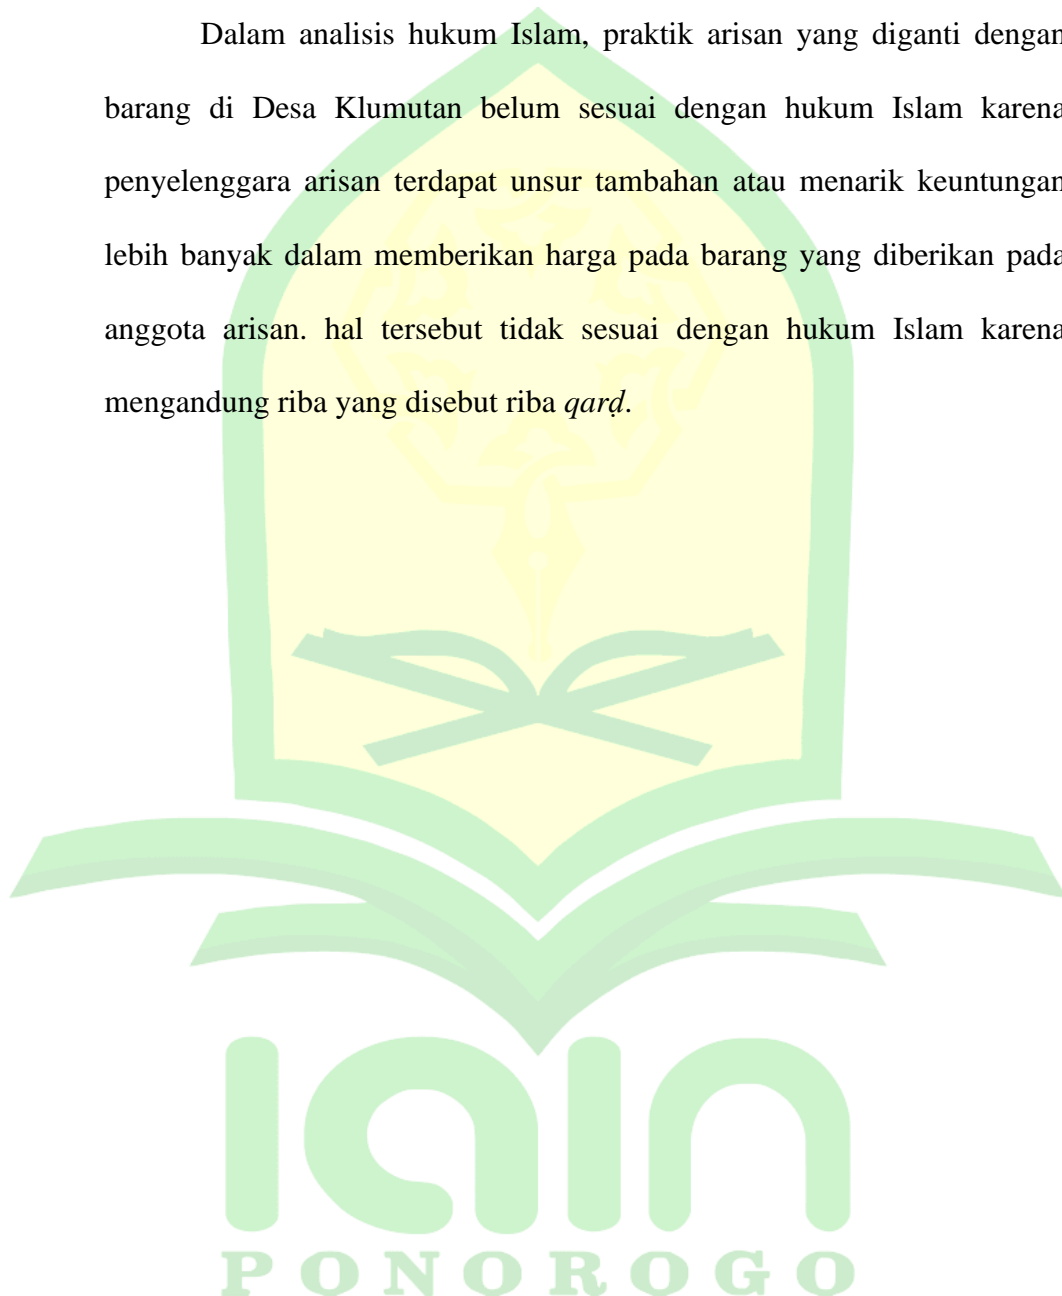 Dalam analisis hukum Islam, praktik arisan yang diganti dengan
barang di Desa Klumutan belum sesuai dengan hukum Islam karena
penyelenggara arisan terdapat unsur tambahan atau menarik keuntungan
lebih banyak dalam memberikan harga pada barang yang diberikan pada
anggota arisan. hal tersebut tidak sesuai dengan hukum Islam karena
mengandung riba yang disebut riba qarḍ.
IAIN
PONOROGO